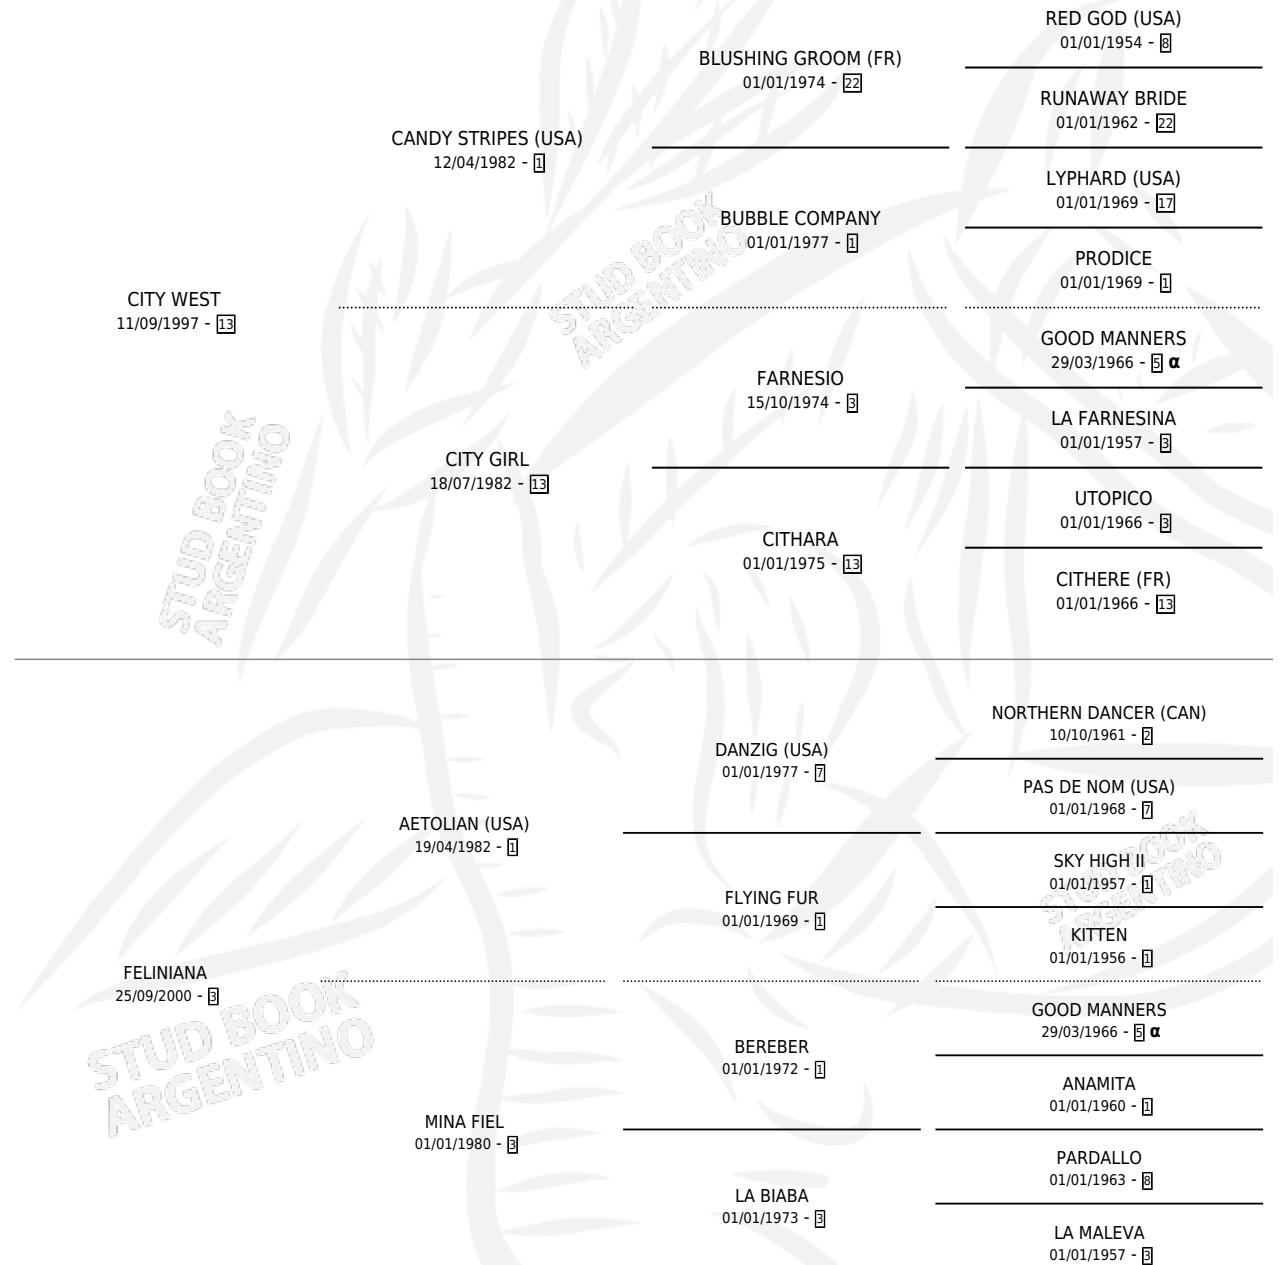 RED GOD (USA)
01/01/1954 - 8
BLUSHING GROOM (FR)
01/01/1974 - 22
RUNAWAY BRIDE
01/01/1962 - 22
CANDY STRIPES (USA)
12/04/1982 - 1
LYPHARD (USA)
01/01/1969 - 17
BUBBLE COMPANY
01/01/1977 - 1
PRODICE
01/01/1969 - 1
STUD BOOK
ARGENTINO
CITY WEST
11/09/1997 - 13
GOOD MANNERS
29/03/1966 - 5 α
FARNESIO
15/10/1974 - 3
LA FARNESINA
01/01/1957 - 3
CITY GIRL
18/07/1982 - 13
UTOPICO
01/01/1966 - 3
CITHARA
01/01/1975 - 13
CITHERE (FR)
01/01/1966 - 13
STUD BOOK
ARGENTINO
NORTHERN DANCER (CAN)
10/10/1961 - 2
DANZIG (USA)
01/01/1977 - 7
PAS DE NOM (USA)
01/01/1968 - 7
AETOLIAN (USA)
19/04/1982 - 1
SKY HIGH II
01/01/1957 - 1
FLYING FUR
01/01/1969 - 1
KITTEN
01/01/1956 - 1
STUD BOOK
ARGENTINO
FELINIANA
25/09/2000 - 3
GOOD MANNERS
29/03/1966 - 5 α
BEREBER
01/01/1972 - 1
ANAMITA
01/01/1960 - 1
STUD BOOK
ARGENTINO
MINA FIEL
01/01/1980 - 3
PARDALLO
01/01/1963 - 8
LA BIABA
01/01/1973 - 3
LA MALEVA
01/01/1957 - 3